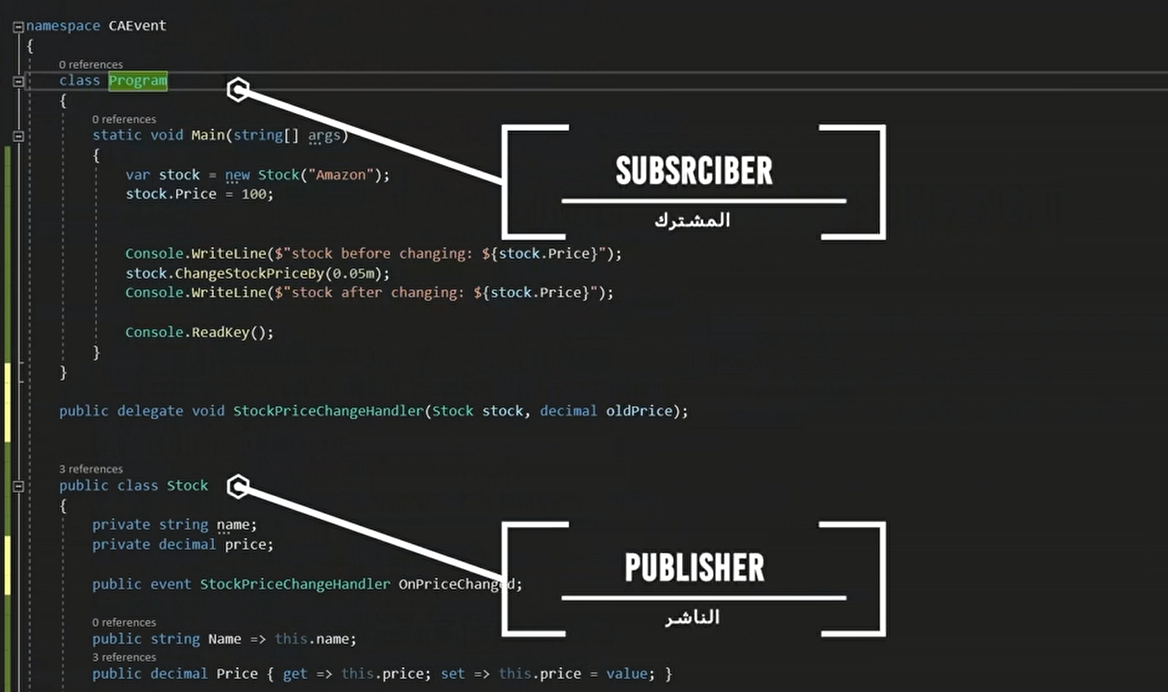 namespace CAEvent
{
0 references
class Program
{
0 references
static void Main(string[] args)
{
var stock = new Stock("Amazon");
stock.Price = 100;
SUBSRCIBER
المشترك
Console.WriteLine($"stock before changing: ${stock.Price}");
stock.ChangeStockPriceBy(0.05m);
Console.WriteLine($"stock after changing: ${stock.Price}");
Console.ReadKey();
}
}
public delegate void StockPriceChangeHandler(Stock stock, decimal oldPrice);
3 references
public class Stock
{
private string name;
private decimal price;
PUBLISHER
الناشر
public event StockPriceChangeHandler OnPriceChanged;
0 references
public string Name => this.name;
3 references
public decimal Price { get => this.price; set => this.price = value; }